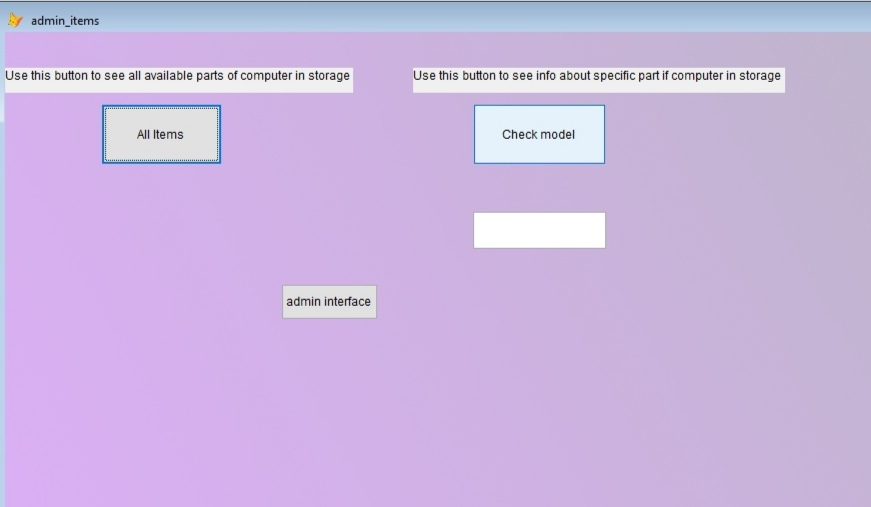 admin_items
Use this button to see all available parts of computer in storage
Use this button to see info about specific part if computer in storage
All Items
Check model
admin interface